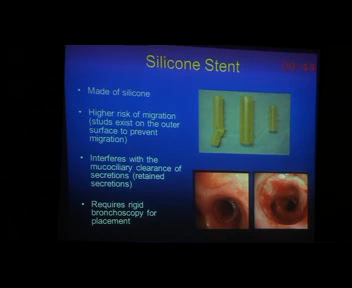 Silicone Stent
• Made of silicone
• Higher risk of migration
(studs exist on the outer
surface to prevent
migration)
• Interferes with the
mucociliary clearance of
secretions (retained
secretions)
• Requires rigid
bronchoscopy for
placement